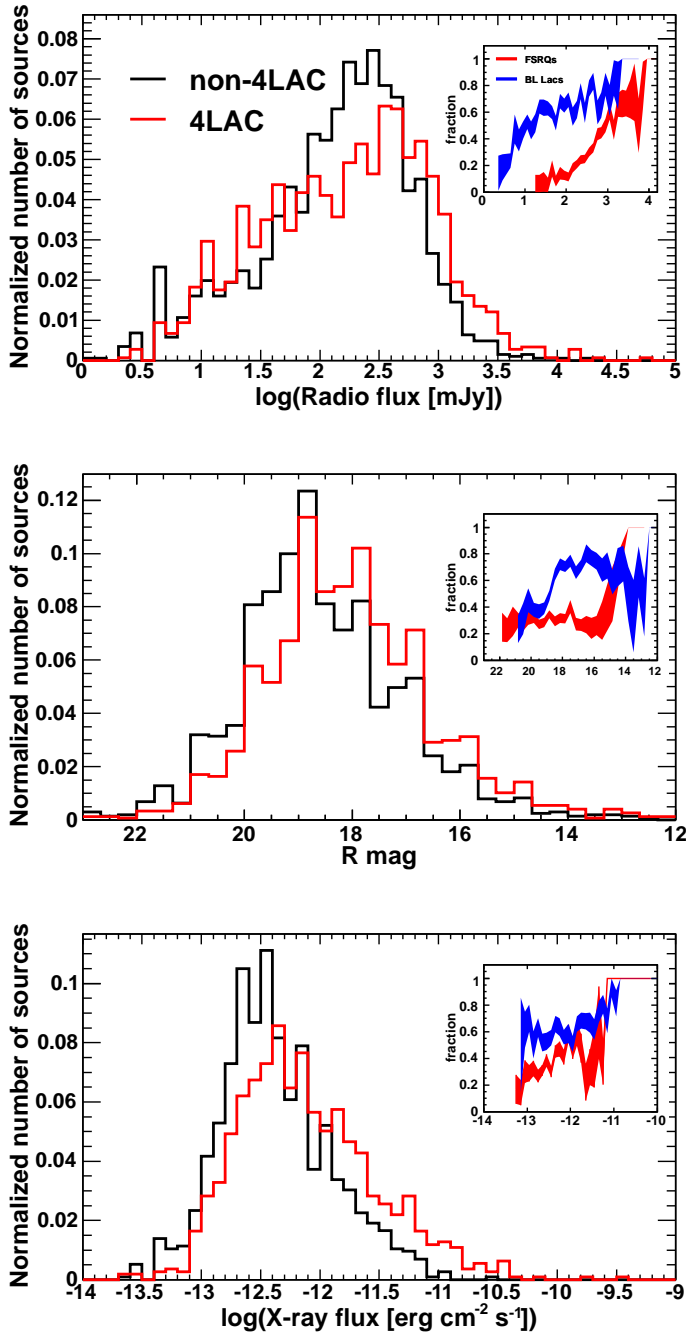 Normalized number of sources
0.08
0.07
0.06
0.05
0.04
0.03
0.02
0.01
0
non-4LAC
4LAC
fraction
1
0.8
0.6
0.4
0.2
0
FSRQs
BL Lacs
0 1 2 3 4
0 0.5 1 1.5 2 2.5 3 3.5 4 4.5 5
log(Radio flux [mJy])
Normalized number of sources
0.12
0.1
0.08
0.06
0.04
0.02
0
fraction
1
0.8
0.6
0.4
0.2
0
22 20 18 16 14 12
22 20 18 16 14 12
R mag
Normalized number of sources
0.1
0.08
0.06
0.04
0.02
0
fraction
1
0.8
0.6
0.4
0.2
0
-14 -13 -12 -11 -10
-14 -13.5 -13 -12.5 -12 -11.5 -11 -10.5 -10 -9.5 -9
log(X-ray flux [erg cm⁻² s⁻¹])